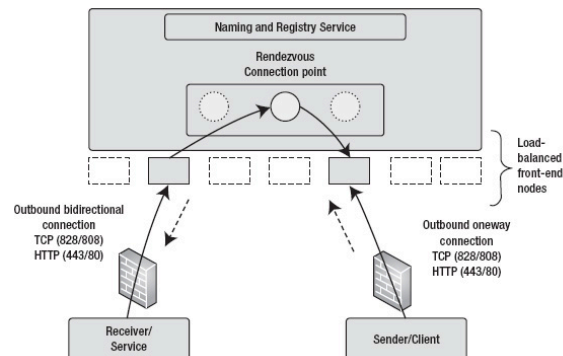 Naming and Registry Service
Rendezvous
Connection point
Load-
balanced
front-end
nodes
Outbound bidirectional
connection
TCP (828/808)
HTTP (443/80)
Outbound oneway
connection
TCP (828/808)
HTTP (443/80)
Receiver/
Service
Sender/Client